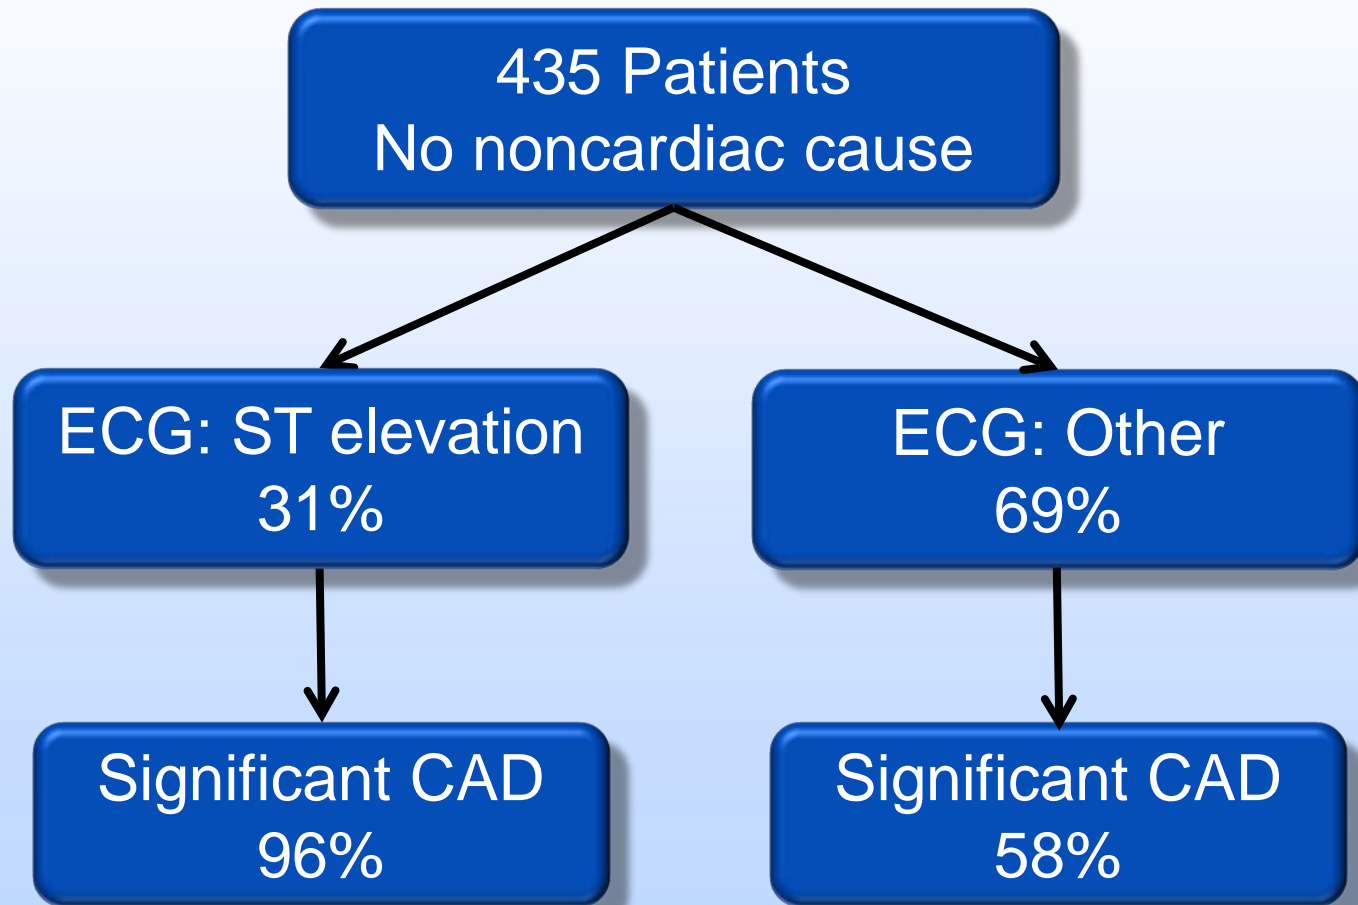 435 Patients
No noncardiac cause
ECG: ST elevation
31%
ECG: Other
69%
Significant CAD
96%
Significant CAD
58%